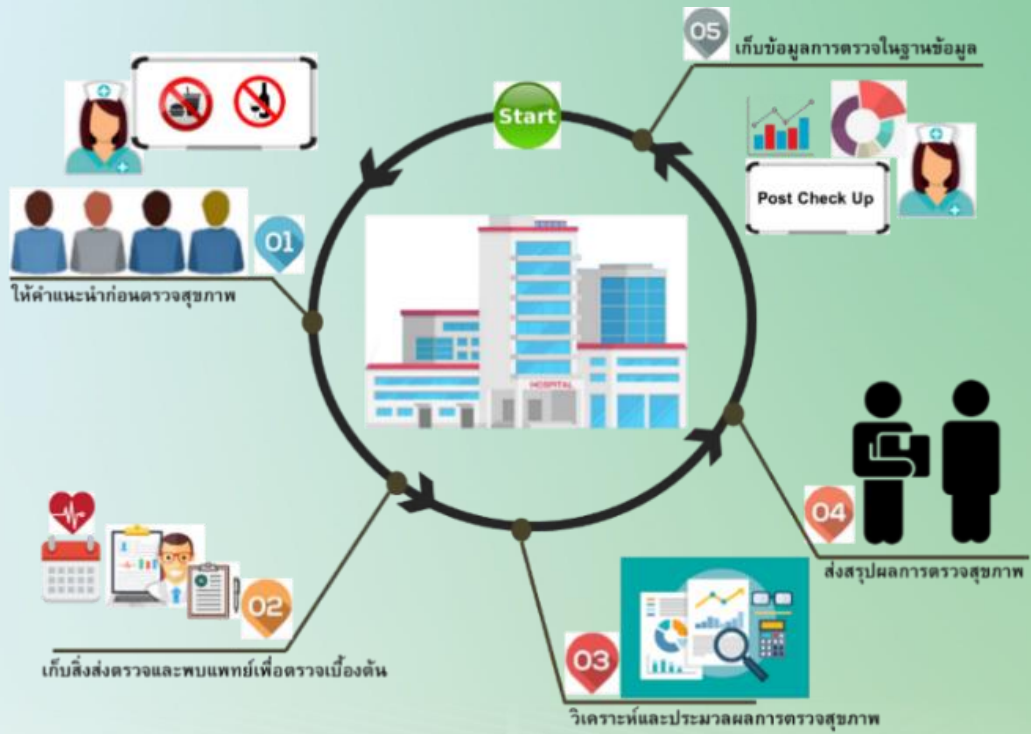 Start
01
ให้คำแนะนำก่อนตรวจสุขภาพ
02
เก็บสิ่งส่งตรวจและพบแพทย์เพื่อตรวจเบื้องต้น
03
วิเคราะห์และประมวลผลการตรวจสุขภาพ
04
ส่งสรุปผลการตรวจสุขภาพ
05
เก็บข้อมูลการตรวจในฐานข้อมูล
Post Check Up
HOSPITAL